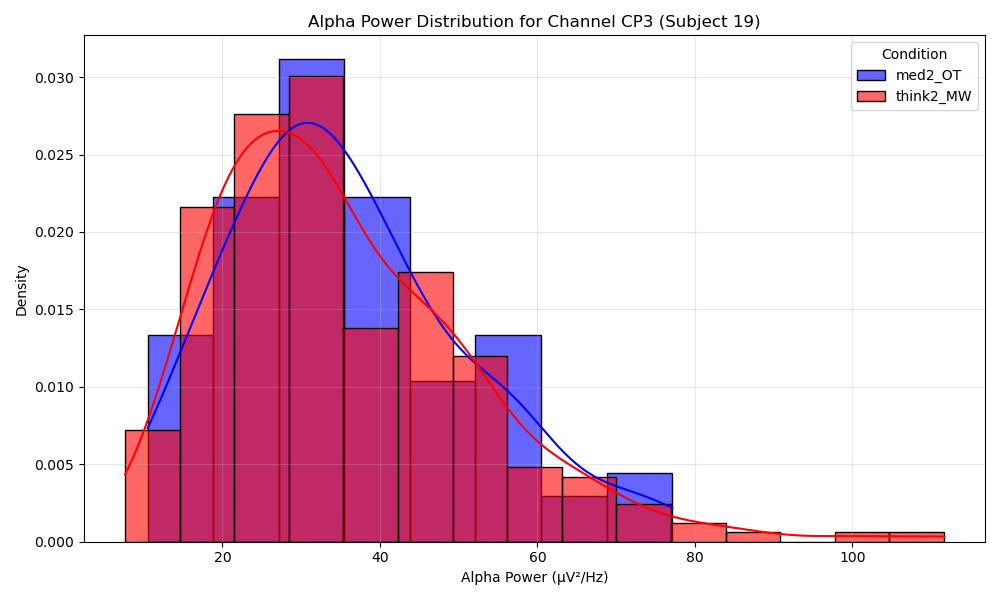 Alpha Power Distribution for Channel CP3 (Subject 19)
Condition
med2_OT
think2_MW
Density
0.030
0.025
0.020
0.015
0.010
0.005
0.000
20 40 60 80 100
Alpha Power (μV²/Hz)